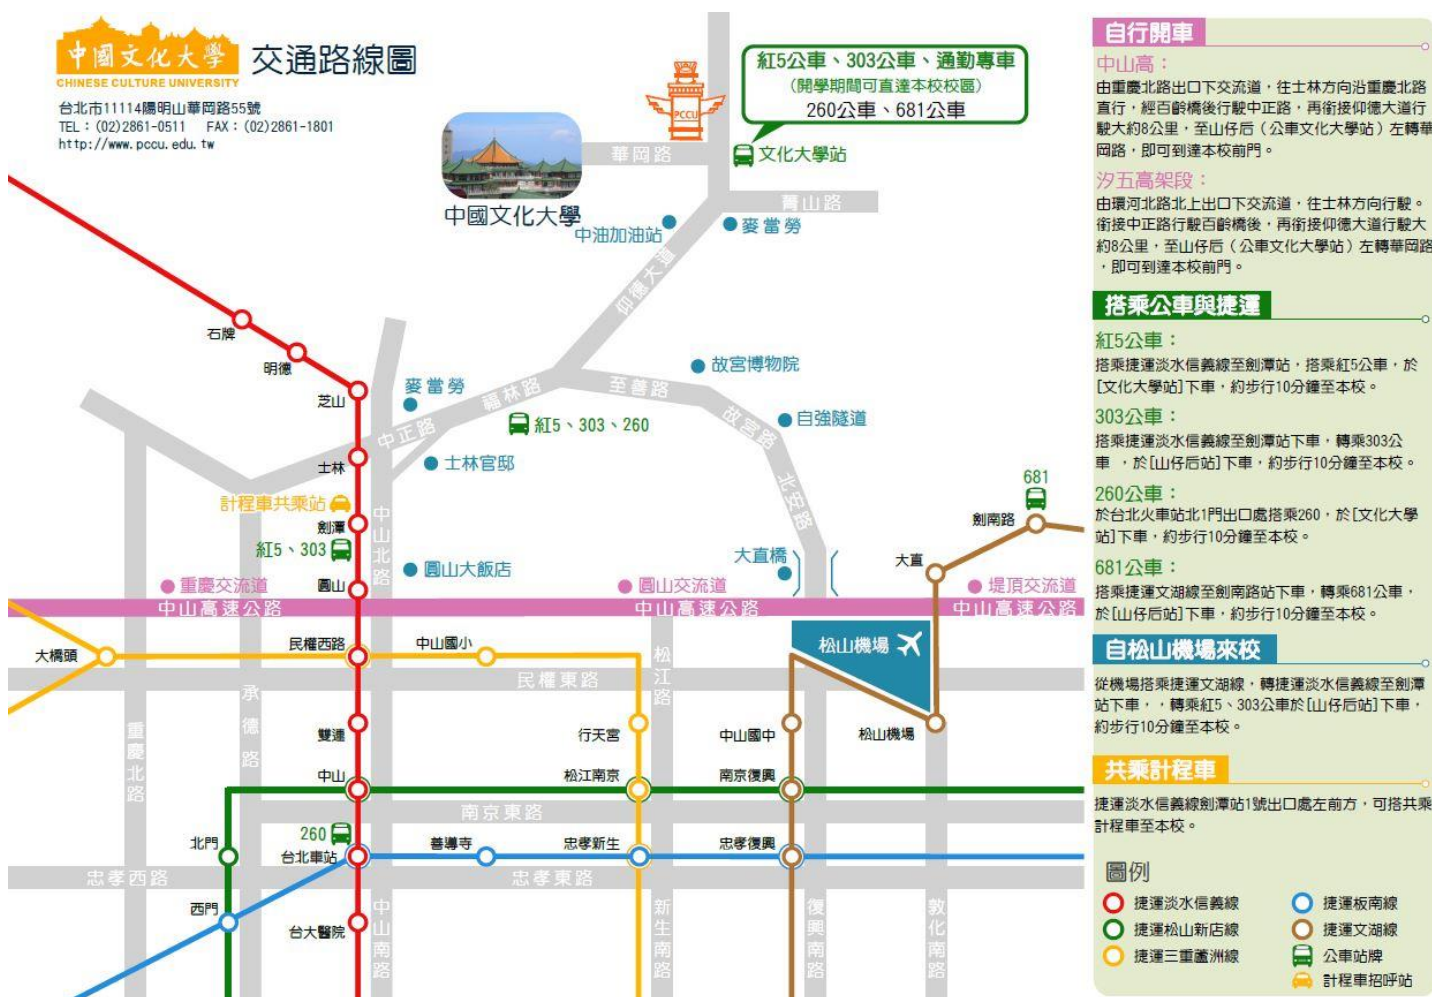 中國文化大學
CHINESE CULTURE UNIVERSITY
交通路線圖
台北市11114陽明山華岡路55號
TEL：(02)2861-0511 FAX：(02)2861-1801
http://www.pccu.edu.tw
PCCU
紅5公車、303公車、通勤專車
(開學期間可直達本校校區)
260公車、681公車
華岡路
文化大學站
中國文化大學
菁山路
中油加油站
麥當勞
仰德大道
石牌
明德
芝山
麥當勞
福林路
至善路
故宮博物院
中正路
紅5、303、260
故宮路
自強隧道
士林
士林官邸
北安路
計程車共乘站
劍潭
紅5、303
中山北路
681
劍南路
圓山大飯店
大直橋
大直
重慶交流道
圓山
圓山交流道
堤頂交流道
中山高速公路
中山高速公路
中山高速公路
大橋頭
民權西路
中山國小
松江路
松山機場
民權東路
承德路
重慶北路
雙連
行天宮
中山國中
松山機場
中山
松江南京
南京復興
南京東路
北門
260
台北車站
善導寺
忠孝新生
忠孝復興
忠孝西路
忠孝東路
西門
台大醫院
中山南路
新生南路
復興南路
敦化南路
自行開車
中山高：
由重慶北路出口下交流道，往士林方向沿重慶北路
直行，經百齡橋後行駛中正路，再銜接仰德大道行
駛大約8公里，至山仔后（公車文化大學站）左轉華
岡路，即可到達本校前門。
汐五高架段：
由環河北路北上出口下交流道，往士林方向行駛。
銜接中正路行駛百齡橋後，再銜接仰德大道行駛大
約8公里，至山仔后（公車文化大學站）左轉華岡路
，即可到達本校前門。
搭乘公車與捷運
紅5公車：
搭乘捷運淡水信義線至劍潭站，搭乘紅5公車，於
[文化大學站]下車，約步行10分鐘至本校。
303公車：
搭乘捷運淡水信義線至劍潭站下車，轉乘303公
車 ，於[山仔后站]下車，約步行10分鐘至本校。
260公車：
於台北火車站北1門出口處搭乘260，於[文化大學
站]下車，約步行10分鐘至本校。
681公車：
搭乘捷運文湖線至劍南路站下車，轉乘681公車，
於[山仔后站]下車，約步行10分鐘至本校。
自松山機場來校
從機場搭乘捷運文湖線，轉捷運淡水信義線至劍潭
站下車，，轉乘紅5、303公車於[山仔后站]下車，
約步行10分鐘至本校。
共乘計程車
捷運淡水信義線劍潭站1號出口處左前方，可搭共乘
計程車至本校。
圖例
捷運淡水信義線
捷運板南線
捷運松山新店線
捷運文湖線
捷運三重蘆洲線
公車站牌
計程車招呼站